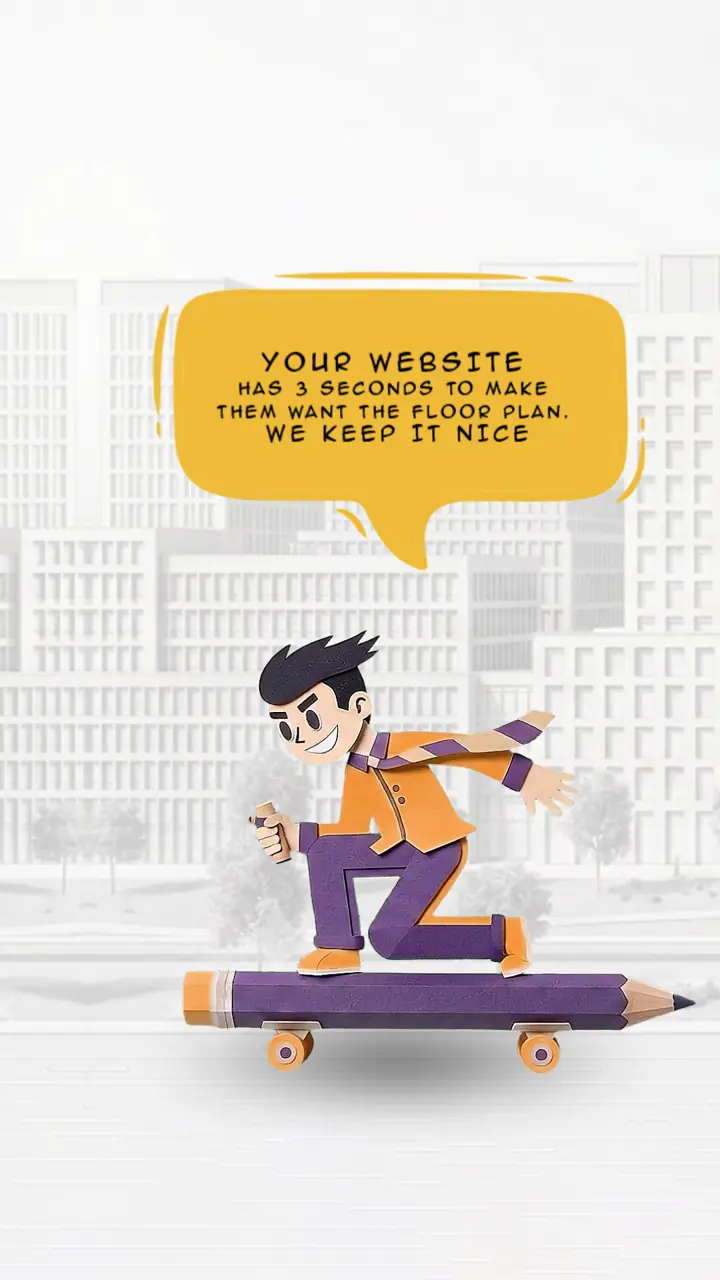 YOUR WEBSITE
HAS 3 SECONDS TO MAKE
THEM WANT THE FLOOR PLAN.
WE KEEP IT NICE